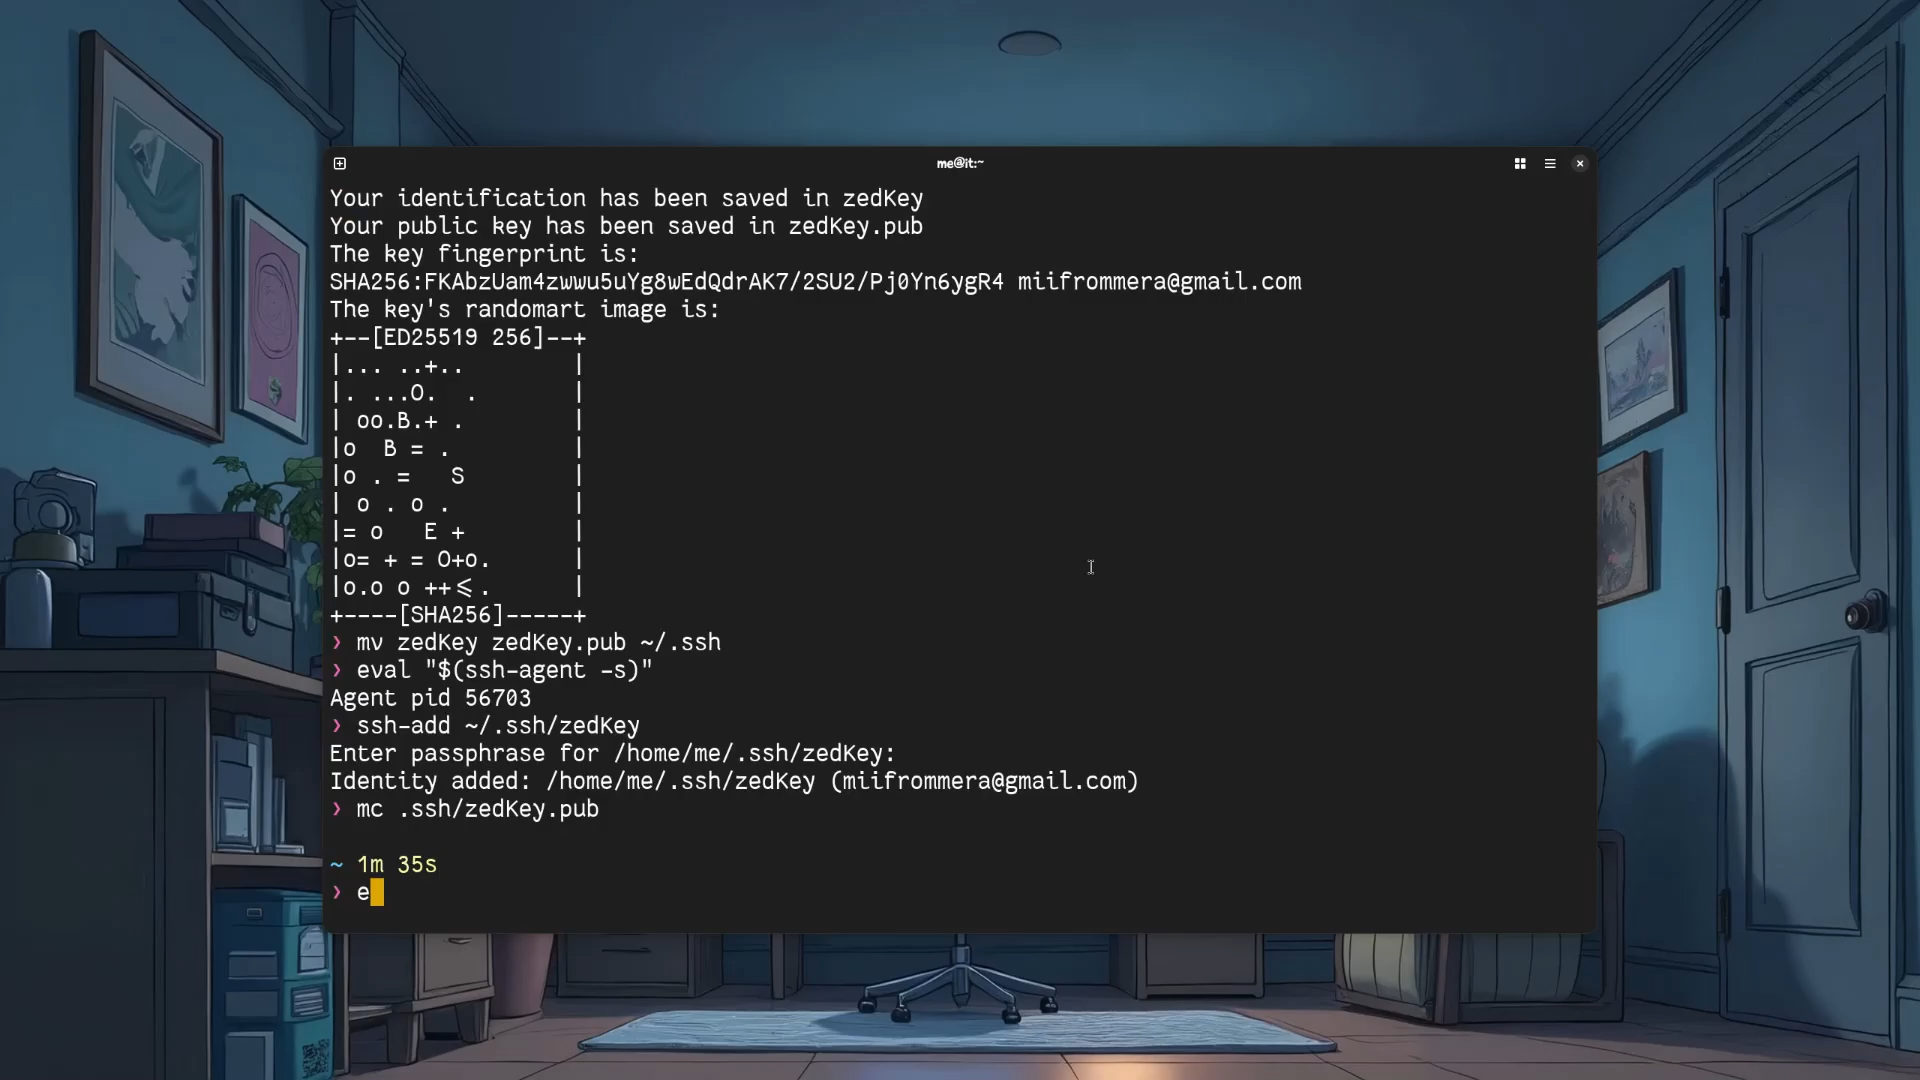 me@it:~
Your identification has been saved in zedKey
Your public key has been saved in zedKey.pub
The key fingerprint is:
SHA256:FKAbzUam4zwwu5uYg8wEdQdrAK7/2SU2/Pj0Yn6ygR4 miifrommera@gmail.com
The key's randomart image is:
+--[ED25519 256]--+
|... ..+..        |
|. ...O.  .       |
| oo.B.+ .        |
|o  B = .         |
|o . =   S        |
| o . o .         |
|= o   E +        |
|o= + = O+o.      |
|o.o o ++<=.      |
+----[SHA256]-----+
❯ mv zedKey zedKey.pub ~/.ssh
❯ eval "$(ssh-agent -s)"
Agent pid 56703
❯ ssh-add ~/.ssh/zedKey
Enter passphrase for /home/me/.ssh/zedKey:
Identity added: /home/me/.ssh/zedKey (miifrommera@gmail.com)
❯ mc .ssh/zedKey.pub
~ 1m 35s
❯ e